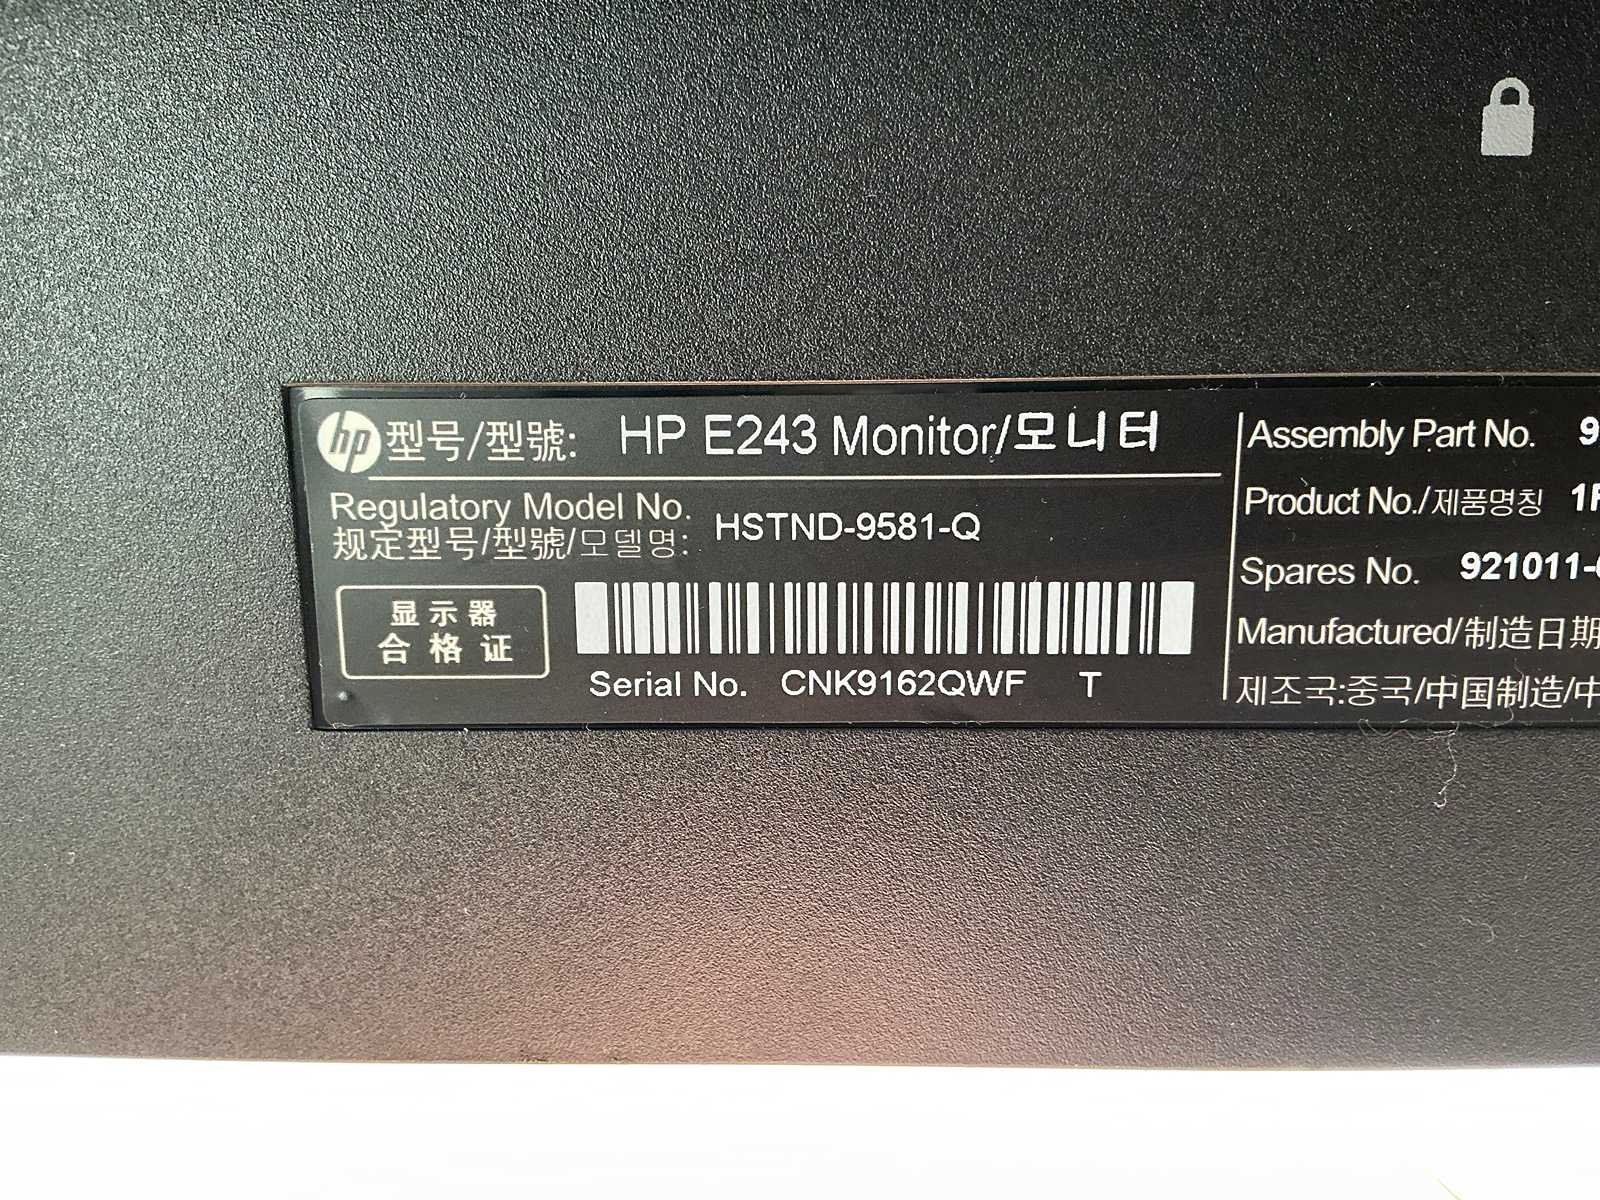 hp 型号/型號: HP E243 Monitor/모니터
Regulatory Model No.
规定型号/型號/모델명: HSTND-9581-Q
显示器
合格证
Serial No. CNK9162QWF T
Assembly Part No.
Product No./제품명칭
Spares No.
Manufactured/制造日期
제조국:중국/中国制造/中